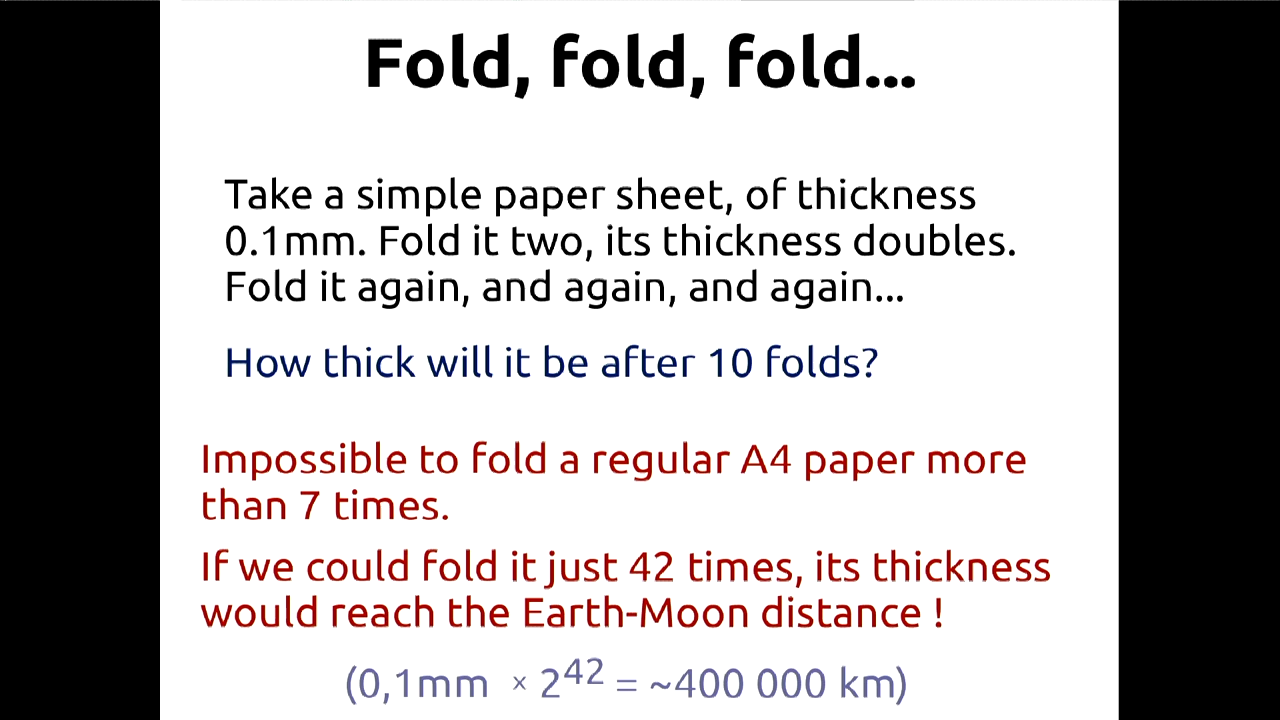 Fold, fold, fold...
Take a simple paper sheet, of thickness
0.1mm. Fold it two, its thickness doubles.
Fold it again, and again, and again...
How thick will it be after 10 folds?
Impossible to fold a regular A4 paper more
than 7 times.
If we could fold it just 42 times, its thickness
would reach the Earth-Moon distance !
(0,1mm × 2⁴² = ~400 000 km)